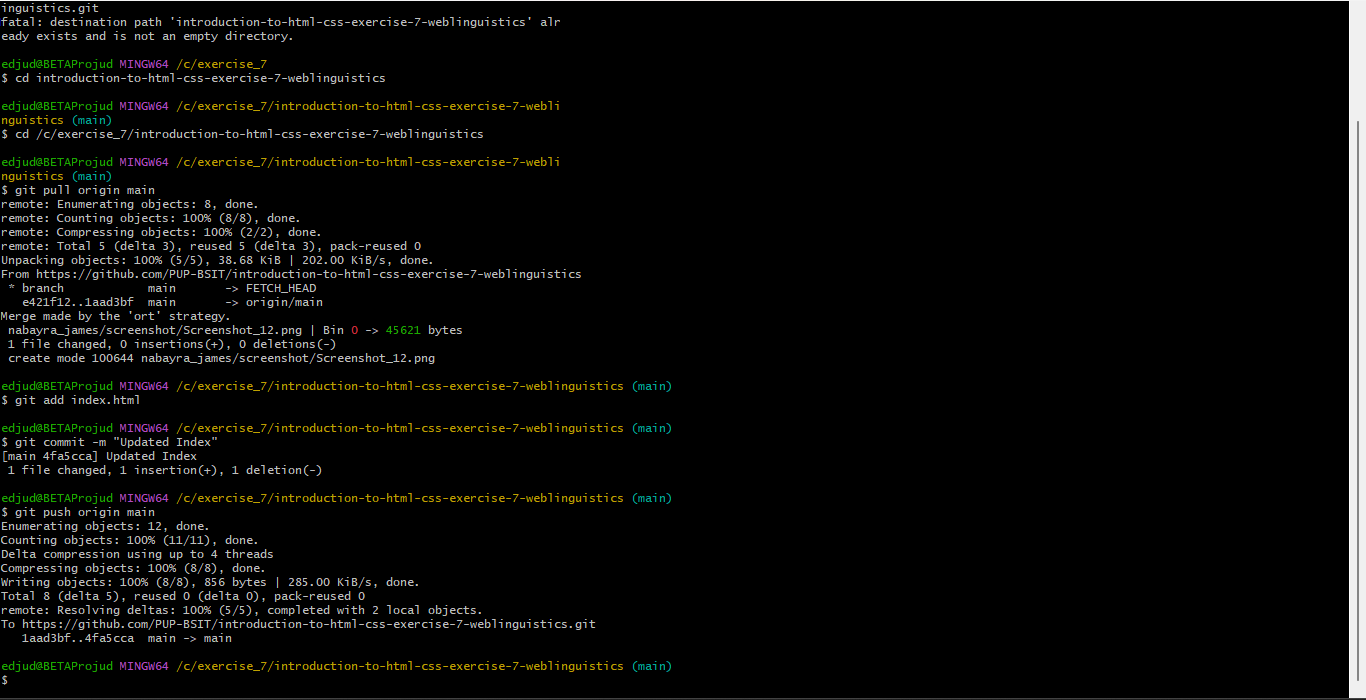 inguistics.git
fatal: destination path 'introduction-to-html-css-exercise-7-weblinguistics' alr
eady exists and is not an empty directory.
edjud@BETAProjud MINGW64 /c/exercise_7
$ cd introduction-to-html-css-exercise-7-weblinguistics
edjud@BETAProjud MINGW64 /c/exercise_7/introduction-to-html-css-exercise-7-webli
nguistics (main)
$ cd /c/exercise_7/introduction-to-html-css-exercise-7-weblinguistics
edjud@BETAProjud MINGW64 /c/exercise_7/introduction-to-html-css-exercise-7-webli
nguistics (main)
$ git pull origin main
remote: Enumerating objects: 8, done.
remote: Counting objects: 100% (8/8), done.
remote: Compressing objects: 100% (2/2), done.
remote: Total 5 (delta 3), reused 5 (delta 3), pack-reused 0
Unpacking objects: 100% (5/5), 38.68 KiB | 202.00 KiB/s, done.
From https://github.com/PUP-BSIT/introduction-to-html-css-exercise-7-weblinguistics
 * branch            main       -> FETCH_HEAD
   e421f12..1aad3bf  main       -> origin/main
Merge made by the 'ort' strategy.
 nabayra_james/screenshot/Screenshot_12.png | Bin 0 -> 45621 bytes
 1 file changed, 0 insertions(+), 0 deletions(-)
 create mode 100644 nabayra_james/screenshot/Screenshot_12.png
edjud@BETAProjud MINGW64 /c/exercise_7/introduction-to-html-css-exercise-7-weblinguistics (main)
$ git add index.html
edjud@BETAProjud MINGW64 /c/exercise_7/introduction-to-html-css-exercise-7-weblinguistics (main)
$ git commit -m "Updated Index"
[main 4fa5cca] Updated Index
 1 file changed, 1 insertion(+), 1 deletion(-)
edjud@BETAProjud MINGW64 /c/exercise_7/introduction-to-html-css-exercise-7-weblinguistics (main)
$ git push origin main
Enumerating objects: 12, done.
Counting objects: 100% (11/11), done.
Delta compression using up to 4 threads
Compressing objects: 100% (8/8), done.
Writing objects: 100% (8/8), 856 bytes | 285.00 KiB/s, done.
Total 8 (delta 5), reused 0 (delta 0), pack-reused 0
remote: Resolving deltas: 100% (5/5), completed with 2 local objects.
To https://github.com/PUP-BSIT/introduction-to-html-css-exercise-7-weblinguistics.git
   1aad3bf..4fa5cca  main -> main
edjud@BETAProjud MINGW64 /c/exercise_7/introduction-to-html-css-exercise-7-weblinguistics (main)
$